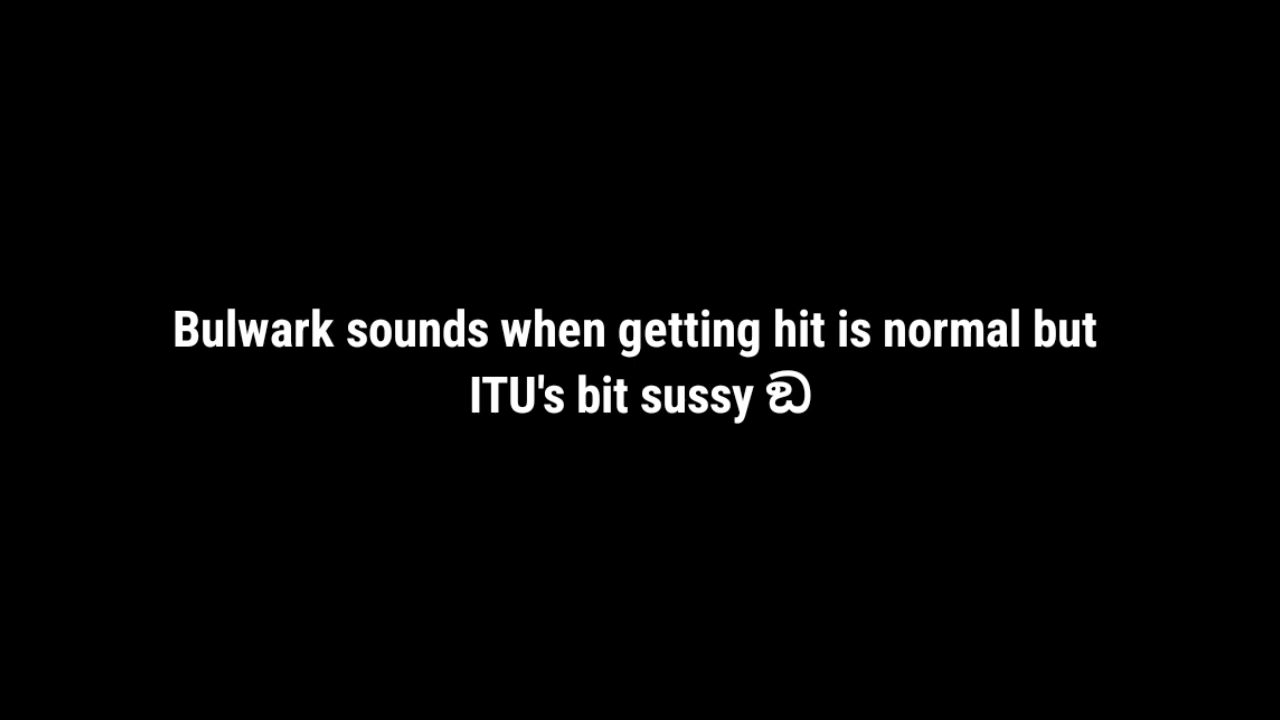 Bulwark sounds when getting hit is normal but
ITU's bit sussy ඩ